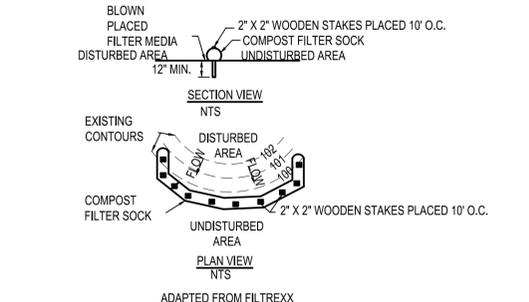 BLOWN
PLACED
FILTER MEDIA
DISTURBED AREA
2" X 2" WOODEN STAKES PLACED 10' O.C.
COMPOST FILTER SOCK
UNDISTURBED AREA
12" MIN.
SECTION VIEW
NTS
EXISTING
CONTOURS
DISTURBED
AREA
FLOW
FLOW
102
101
100
COMPOST
FILTER SOCK
2" X 2" WOODEN STAKES PLACED 10' O.C.
UNDISTURBED
AREA
PLAN VIEW
NTS
ADAPTED FROM FILTREXX